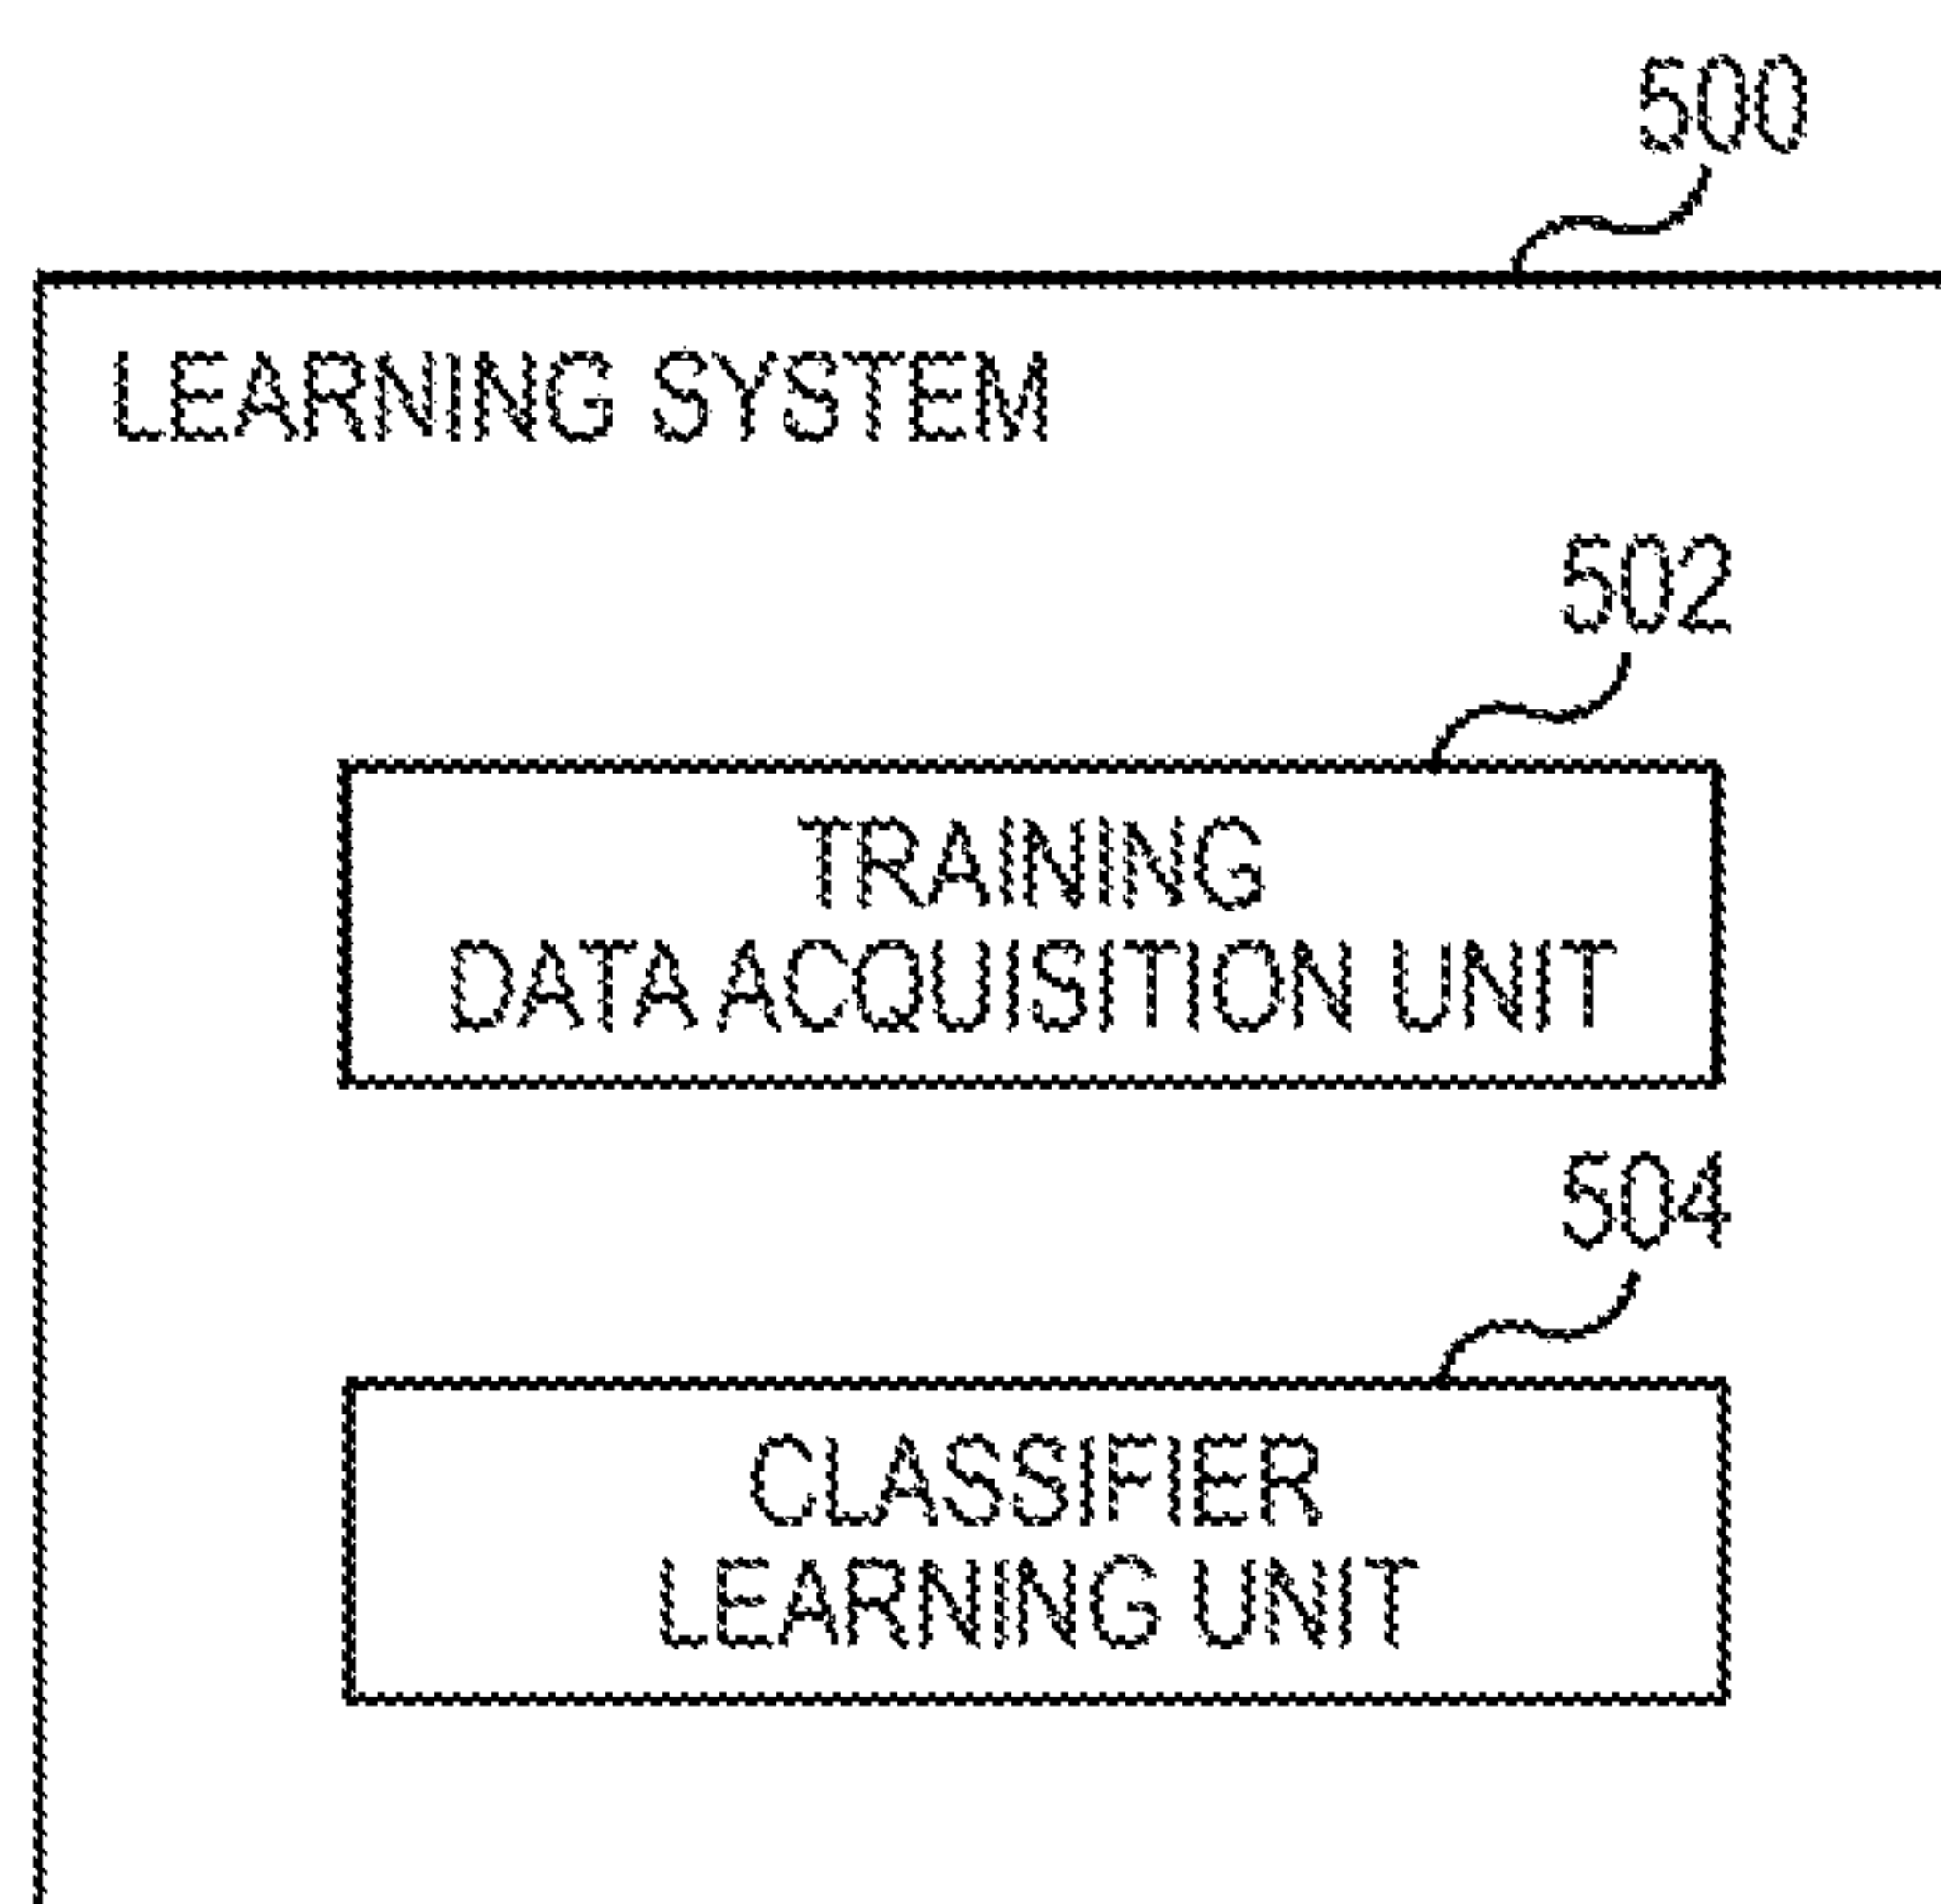 500
LEARNING SYSTEM
502
TRAINING
DATA ACQUISITION UNIT
504
CLASSIFIER
LEARNING UNIT